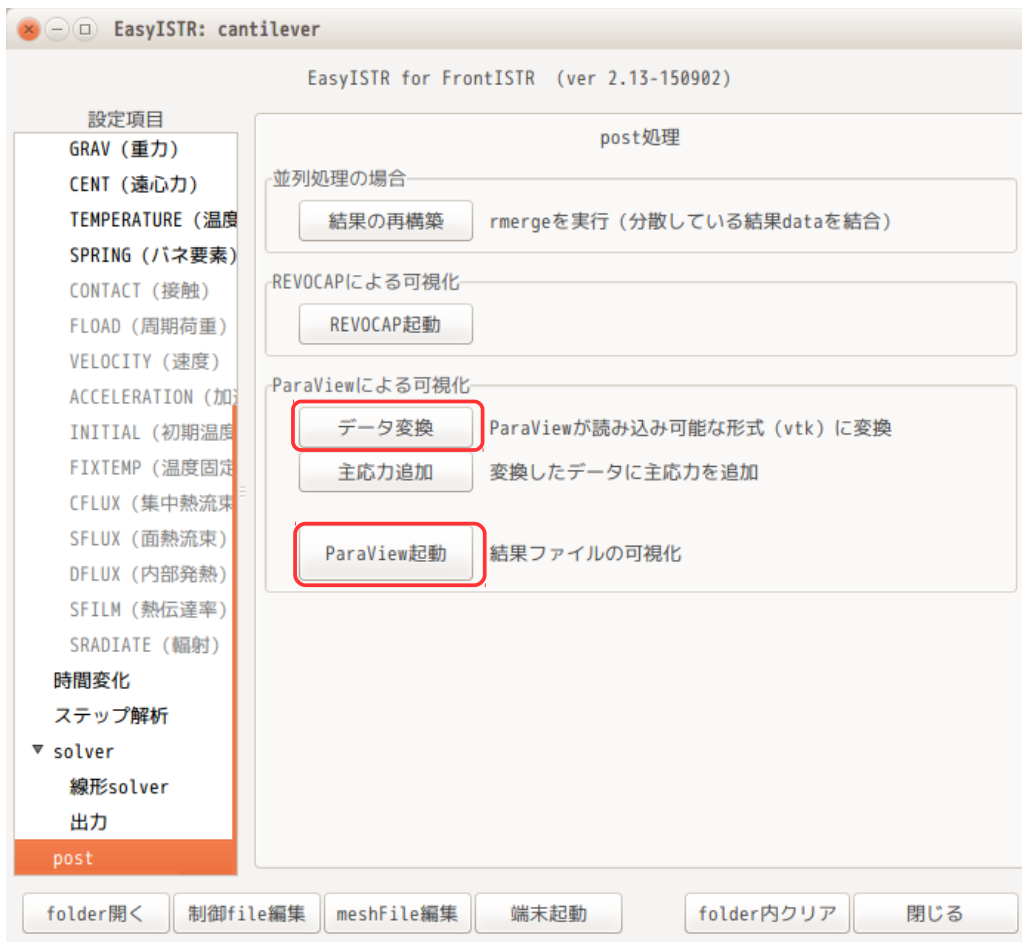 EasyISTR: cantilever
EasyISTR for FrontISTR (ver 2.13-150902)
設定項目
GRAV (重力)
CENT (遠心力)
TEMPERATURE (温度
SPRING (バネ要素)
CONTACT (接触)
FLOAD (周期荷重)
VELOCITY (速度)
ACCELERATION (加速
INITIAL (初期温度
FIXTEMP (温度固定
CFLUX (集中熱流束
SFLUX (面熱流束)
DFLUX (内部発熱)
SFILM (熱伝達率)
SRADIATE (輻射)
時間変化
ステップ解析
solver
線形solver
出力
post
post処理
並列処理の場合
結果の再構築 rmergeを実行 (分散している結果dataを結合)
REVOCAPによる可視化
REVOCAP起動
ParaViewによる可視化
データ変換 ParaViewが読み込み可能な形式 (vtk) に変換
主応力追加 変換したデータに主応力を追加
ParaView起動 結果ファイルの可視化
folder開く 制御file編集 meshFile編集 端末起動 folder内クリア 閉じる